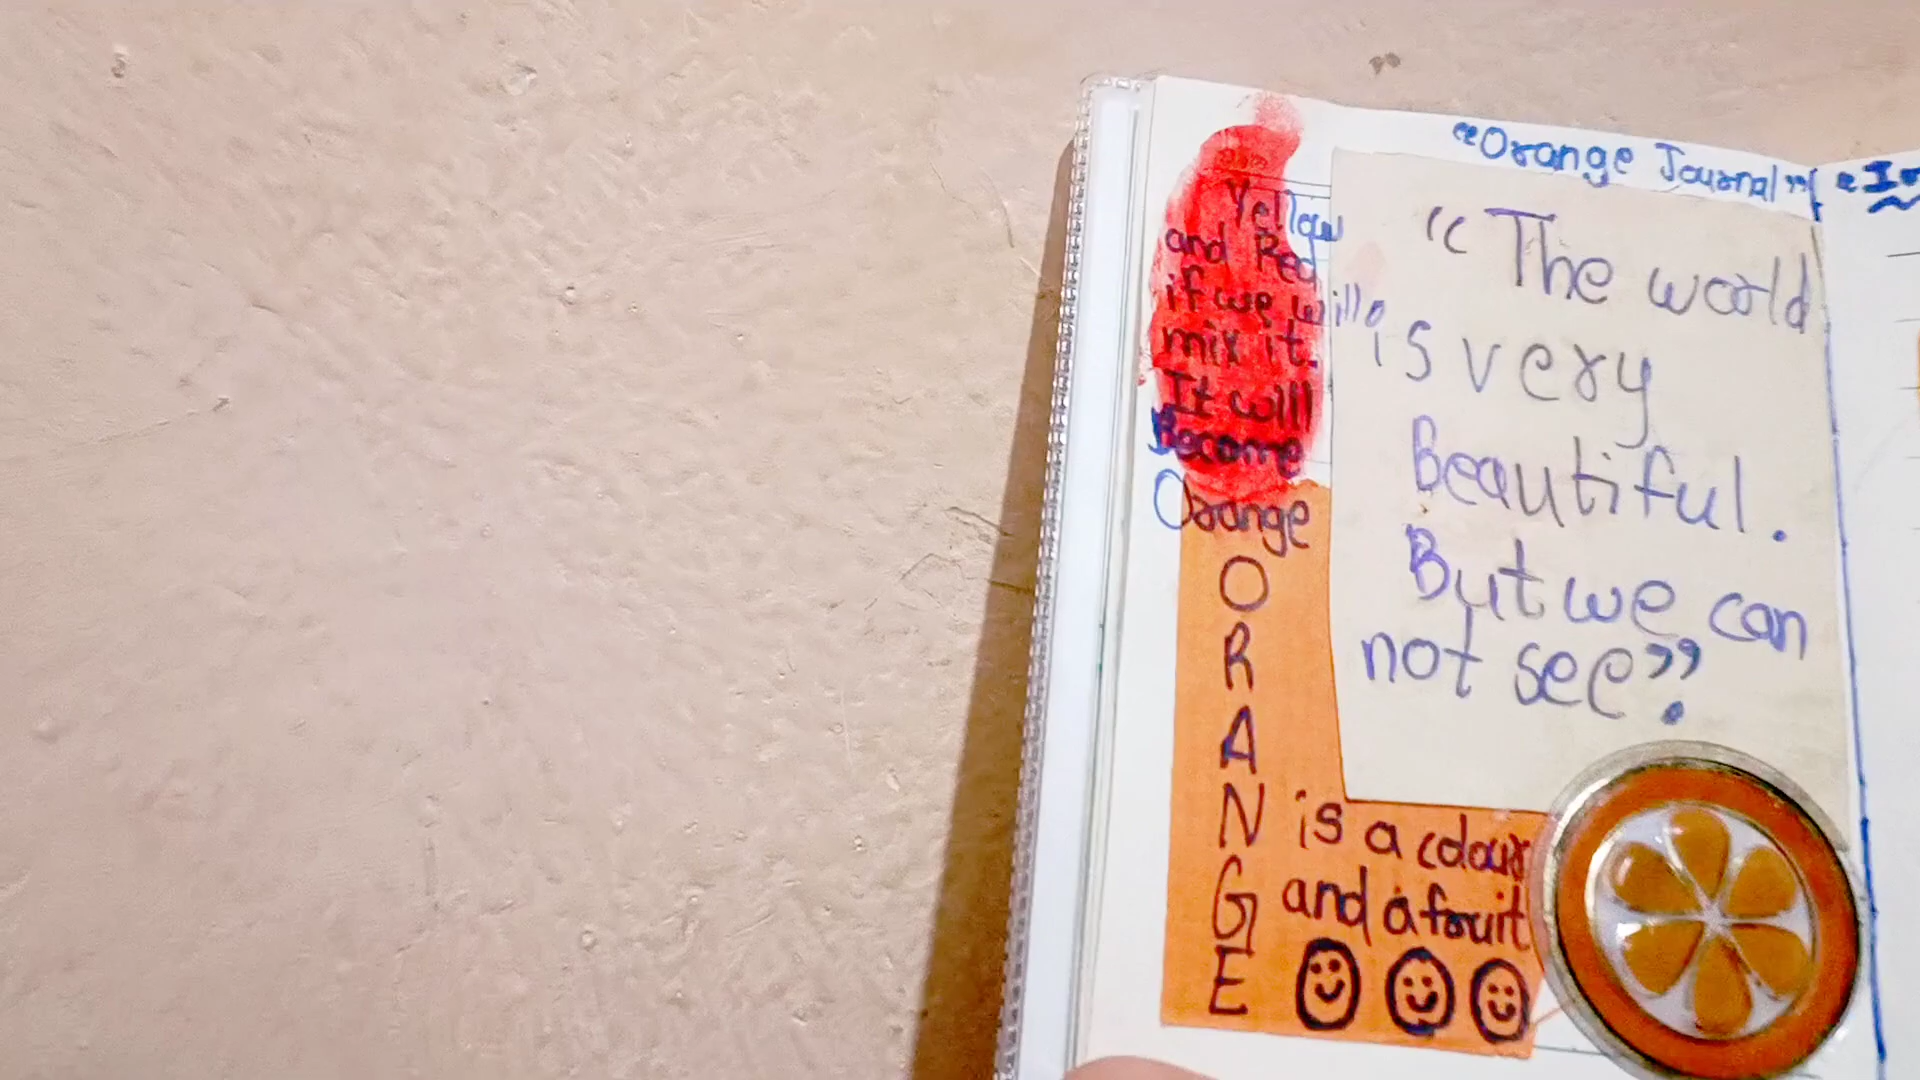 "Orange Journal"
Yellow
and Red
if we will
mix it.
It will
Become
Orange
ORANGE
is a colour
and a fruit
"The world
is very
Beautiful.
But we can
not see".